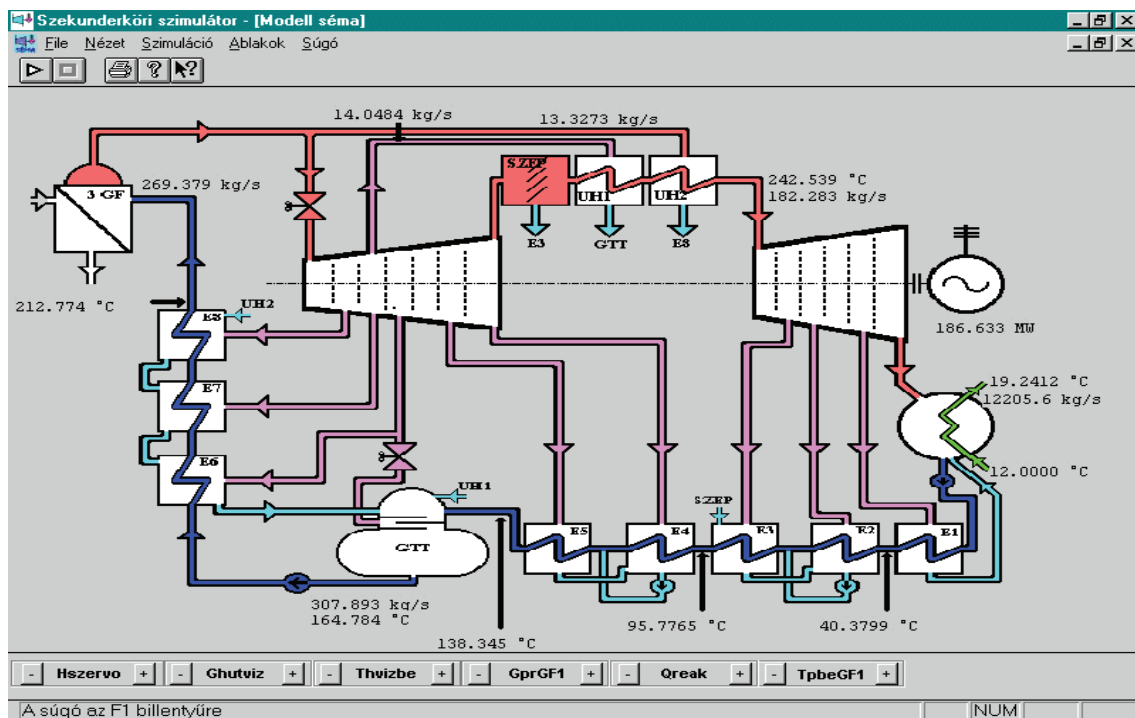 Szekunderköri szimulátor - [Modell séma]
File Nézet Szimuláció Ablakok Súgó
14.0484 kg/s
13.3273 kg/s
269.379 kg/s
3 GF
SZEP
UH1
UH2
242.539 °C
182.283 kg/s
E3
GTT
E8
212.774 °C
UH2
E8
186.633 MW
E7
19.2412 °C
12205.6 kg/s
E6
12.0000 °C
UH1
SZEP
GTT
E5
E4
E3
E2
E1
307.893 kg/s
164.784 °C
138.345 °C
95.7765 °C
40.3799 °C
- Hszervo + - Ghutviz + - Thvizbe + - GprGF1 + - Qreak + - TpbeGF1 +
A súgó az F1 billentyűre
NUM